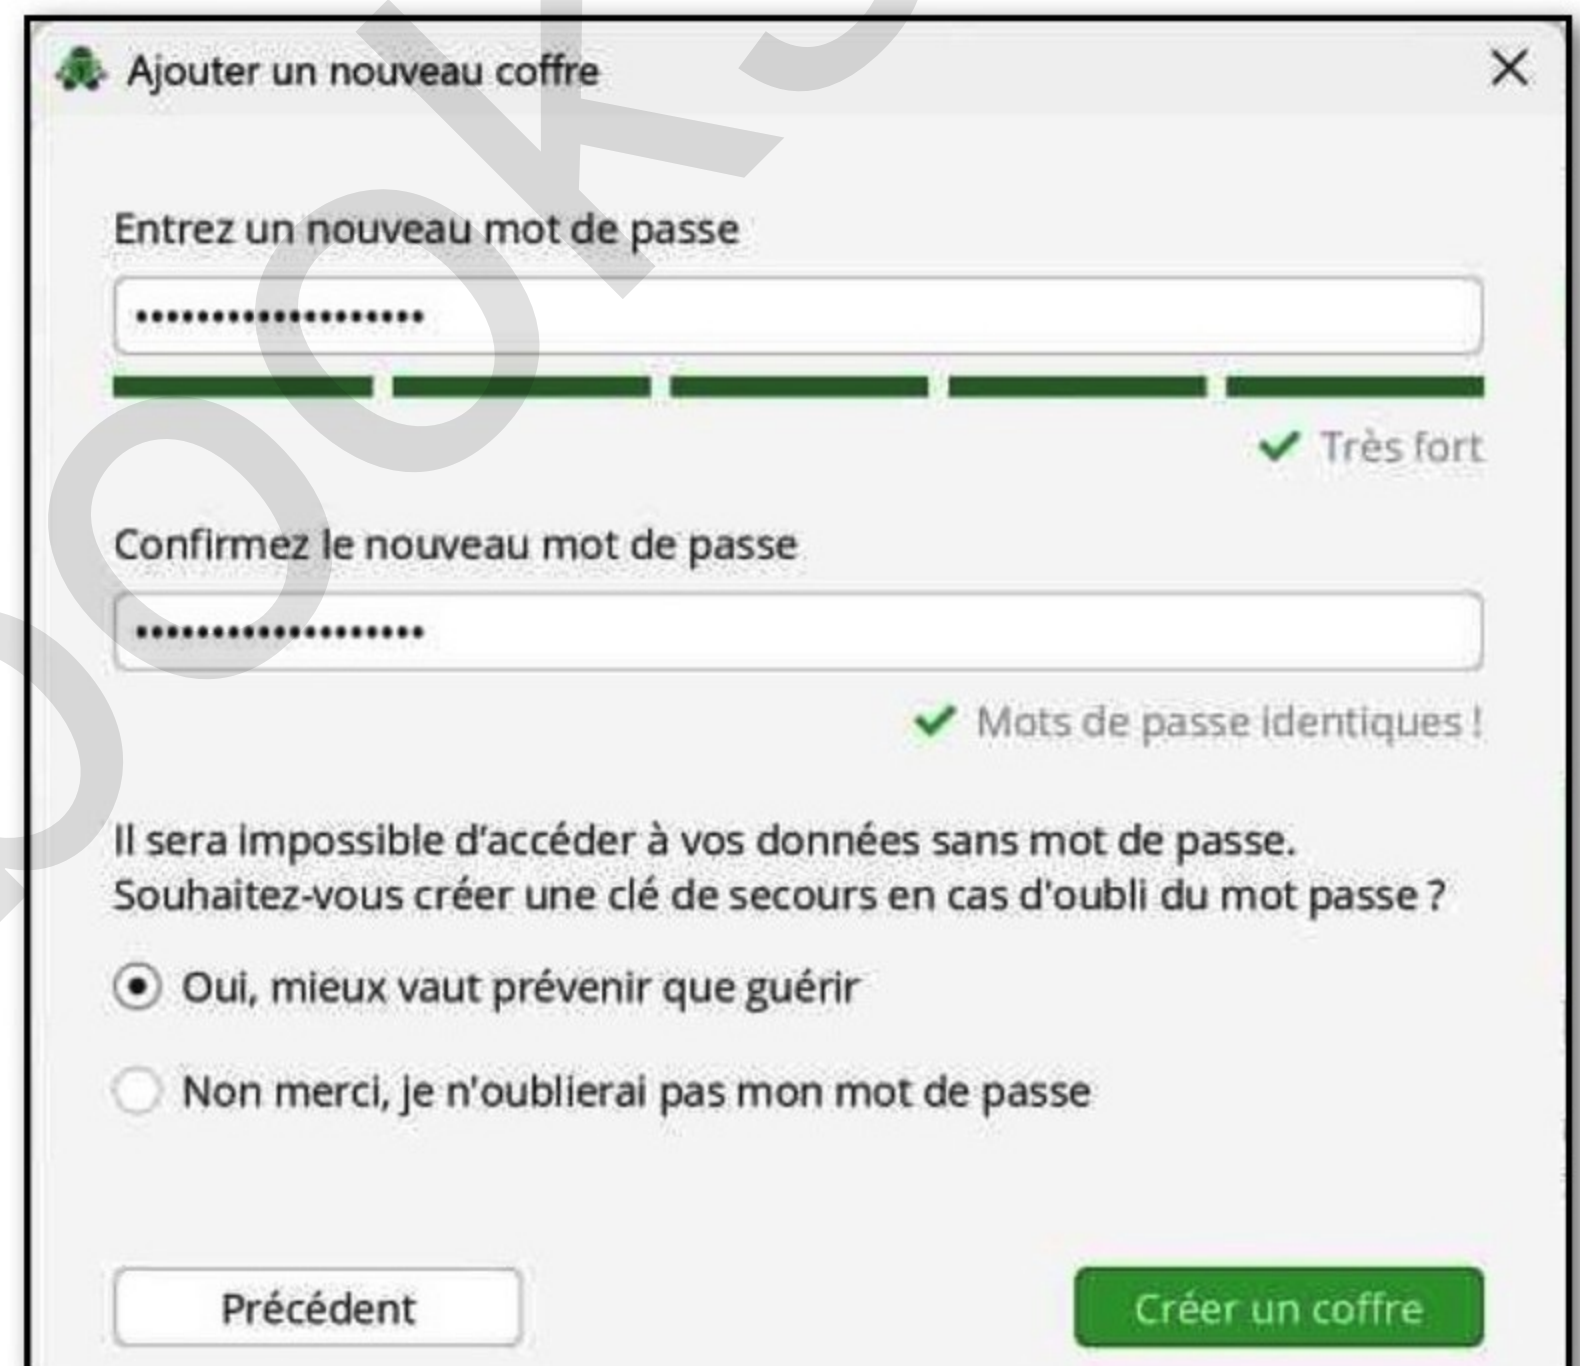 Ajouter un nouveau coffre
Entrez un nouveau mot de passe
•••••••••••••••••••
Très fort
Confirmez le nouveau mot de passe
•••••••••••••••••••
Mots de passe identiques !
Il sera impossible d'accéder à vos données sans mot de passe.
Souhaitez-vous créer une clé de secours en cas d'oubli du mot passe ?
Oui, mieux vaut prévenir que guérir
Non merci, je n'oublierai pas mon mot de passe
Précédent
Créer un coffre